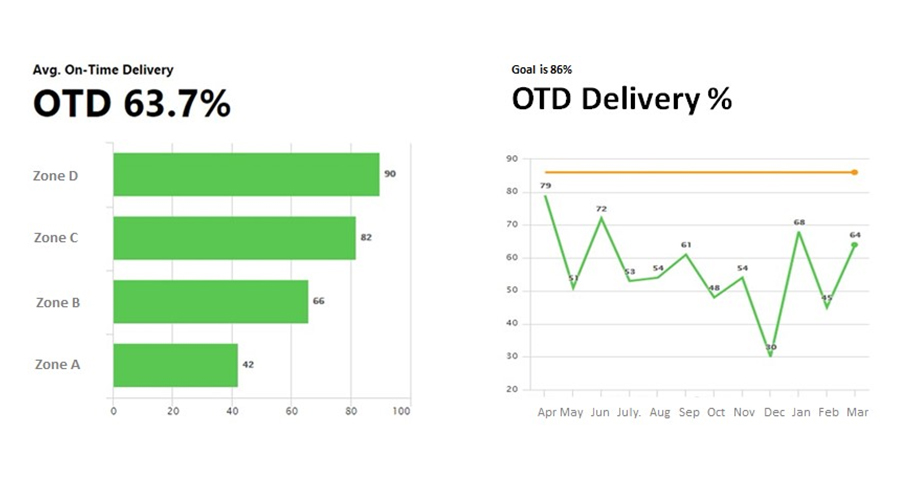 Avg. On-Time Delivery
OTD 63.7%
Zone D 90
Zone C 82
Zone B 66
Zone A 42
0 20 40 60 80 100
Goal is 86%
OTD Delivery %
90
80
70
60
50
40
30
20
79 51 72 53 54 61 48 54 30 68 45 64
Apr May Jun July. Aug Sep Oct Nov Dec Jan Feb Mar